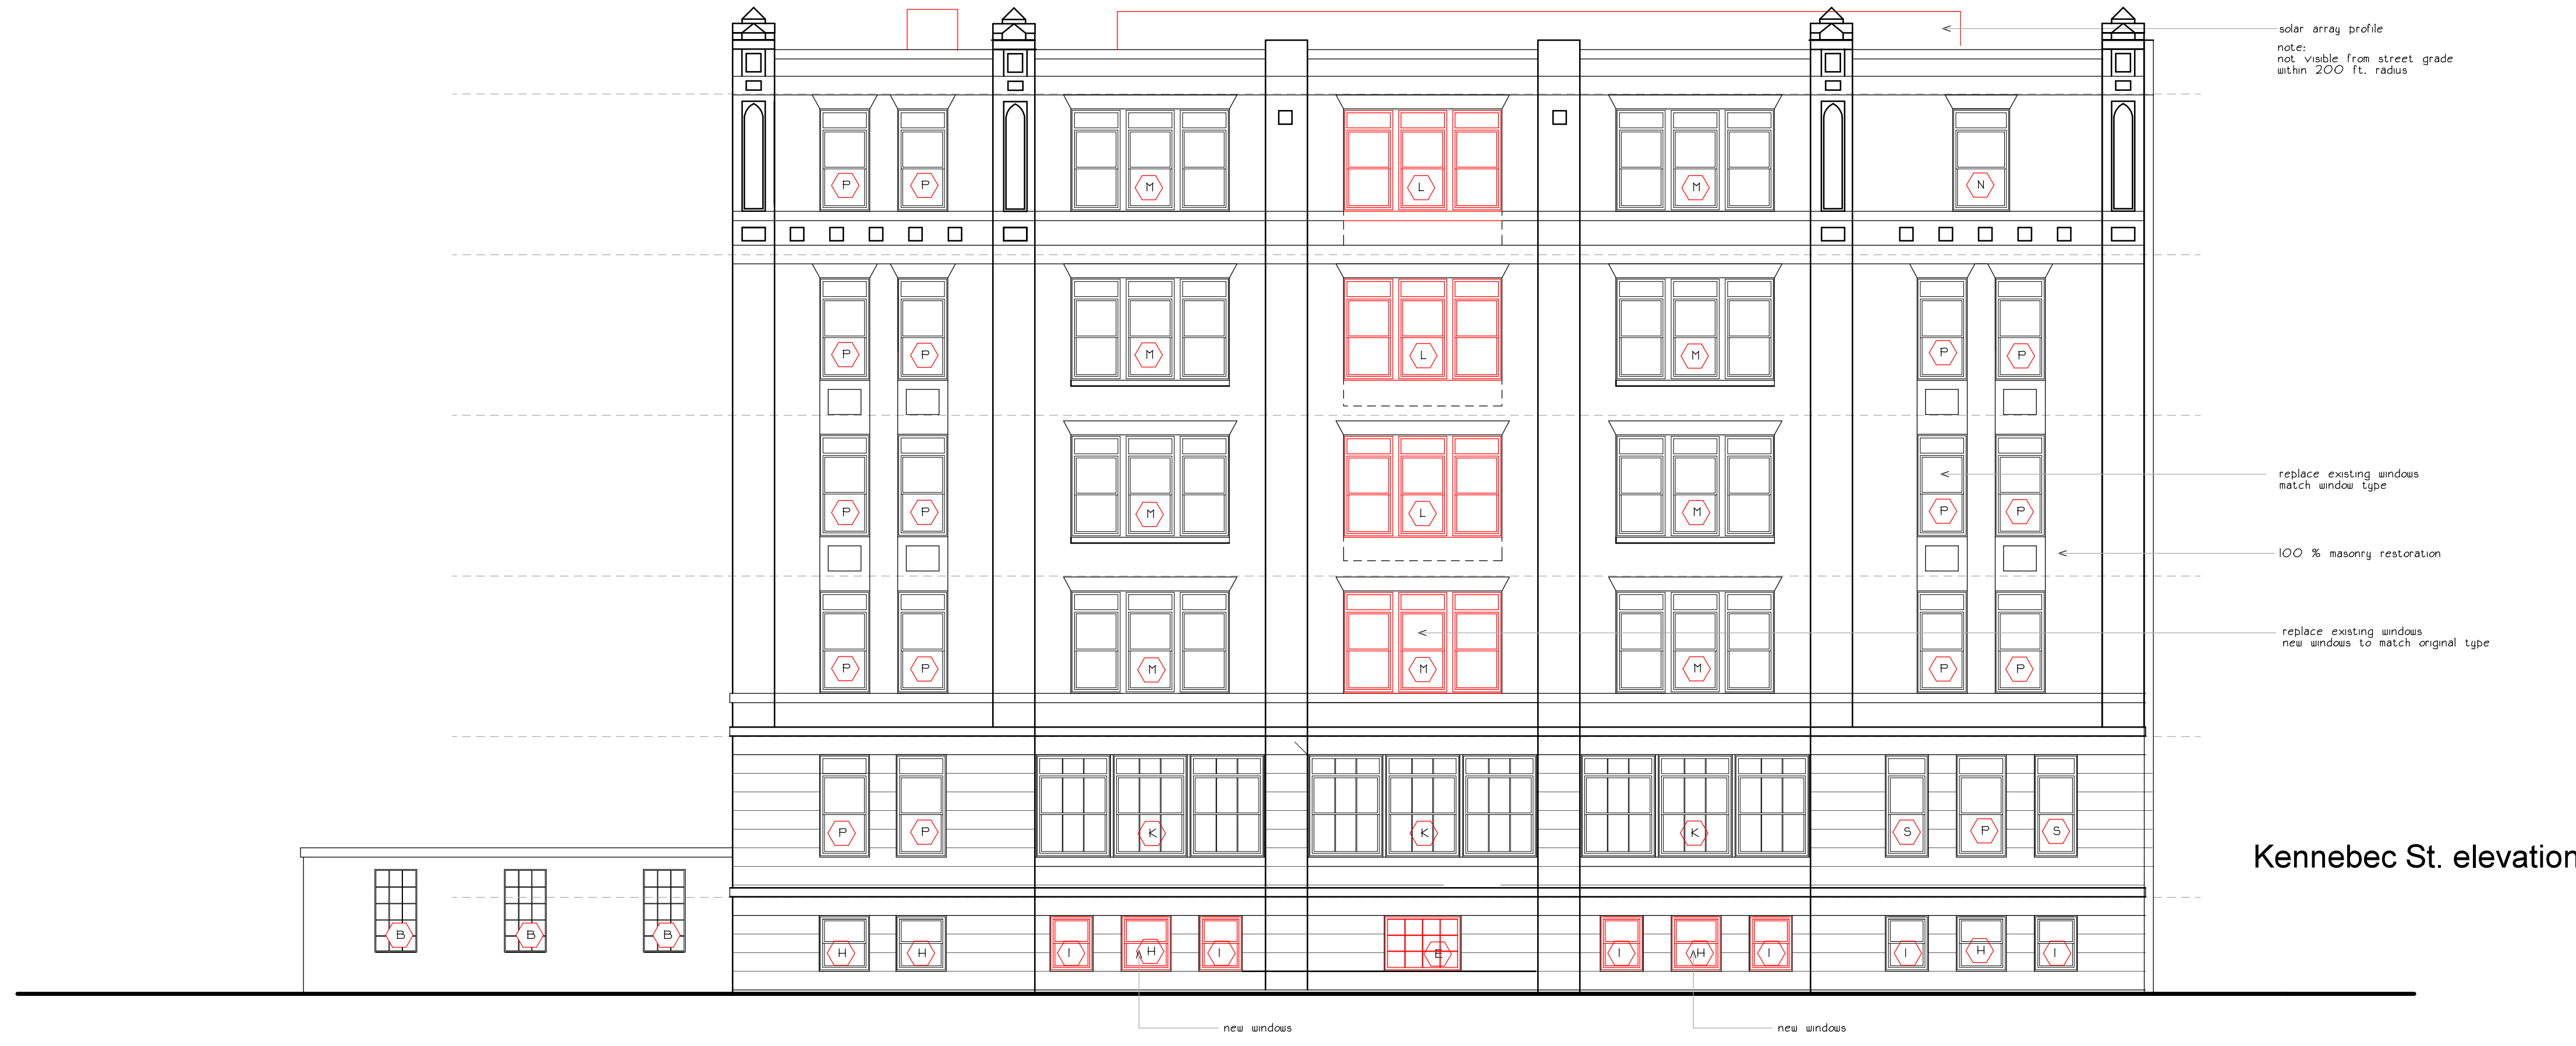 solar array profile
note:
not visible from street grade
within 200 ft. radius
P P M L M N
P P M L M P P
replace existing windows
match window type
P P M L M P P
100 % masonry restoration
replace existing windows
new windows to match original type
P P M M M P P
P P K K K S P S
Kennebec St. elevation
B B B H H I H I E I H I I H I
new windows new windows